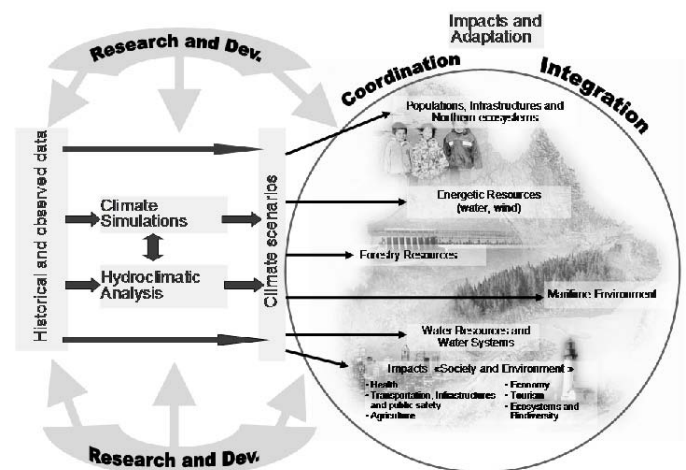 Impacts and
Adaptation
Research and Dev.
Coordination
Integration
Historical and observed data
Climate
Simulations
Hydroclimatic
Analysis
Climate scenarios
Populations, Infrastructures and
Northern ecosystems
Energetic Resources
(water, wind)
Forestry Resources
Maritime Environment
Water Resources and
Water Systems
Impacts «Society and Environment »
- Health
- Transportation, Infrastructures
and public safety
- Agriculture
- Economy
- Tourism
- Ecosystems and
Biodiversity
Research and Dev.